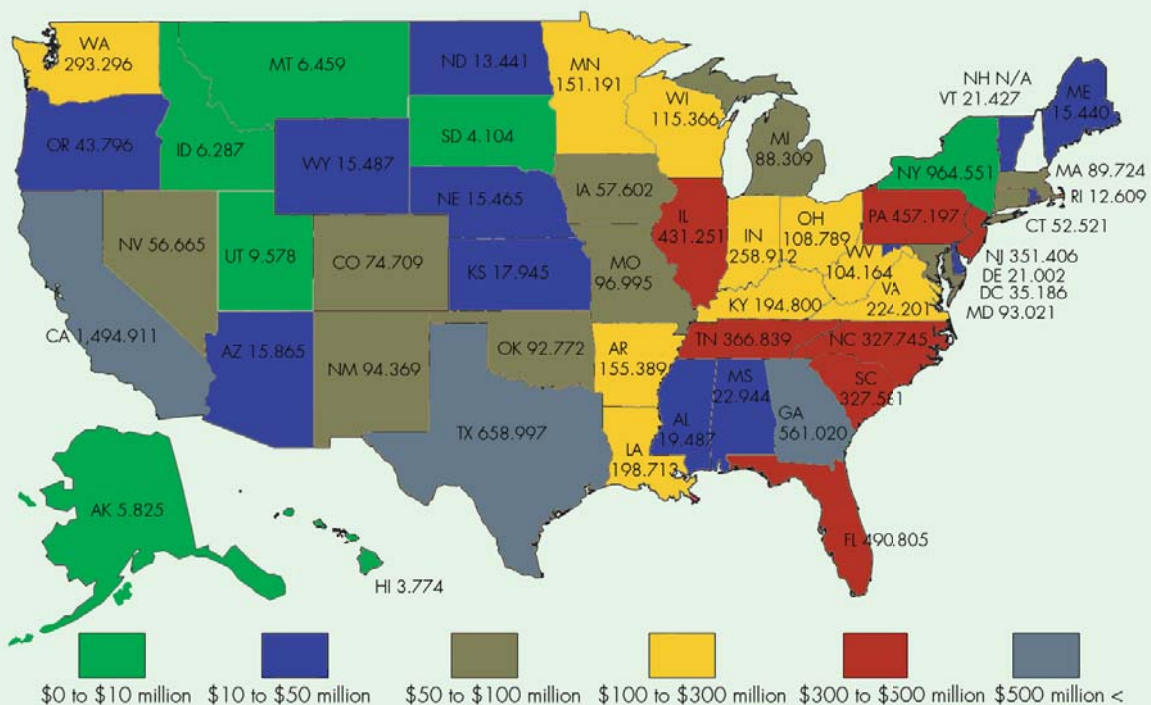 WA
293.296
MT 6.459
ND 13.441
MN
151.191
NH N/A
VT 21.427
ME
15.440
OR 43.796
ID 6.287
WY 15.487
SD 4.104
WI
115.366
MI
88.309
NY 964.551
MA 89.724
RI 12.609
CT 52.521
NV 56.665
UT 9.578
CO 74.709
NE 15.465
IA 57.602
IL
431.251
IN
258.912
OH
108.789
PA 457.197
NJ 351.406
DE 21.002
DC 35.186
MD 93.021
WV
104.164
VA
224.201
KS 17.945
MO
96.995
KY 194.800
CA 1,494.911
AZ 15.865
NM 94.369
OK 92.772
AR
155.389
TN 366.839
NC 327.745
SC
327.581
MS
22.944
AL
19.487
GA
561.020
TX 658.997
LA
198.713
FL 490.805
AK 5.825
HI 3.774
$0 to $10 million
$10 to $50 million
$50 to $100 million
$100 to $300 million
$300 to $500 million
$500 million <